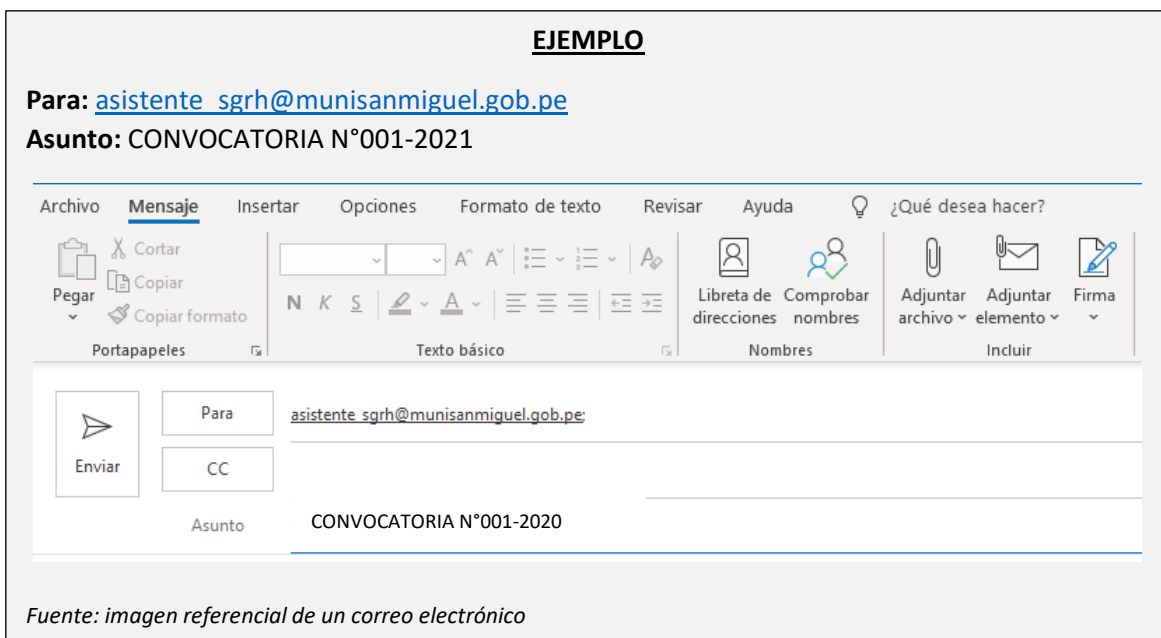 EJEMPLO
Para: asistente_sgrh@munisanmiguel.gob.pe
Asunto: CONVOCATORIA N°001-2021
Archivo Mensaje Insertar Opciones Formato de texto Revisar Ayuda ¿Qué desea hacer?
Pegar
Cortar
Copiar
Copiar formato
Portapapeles
N K S A
Texto básico
Libreta de direcciones
Comprobar nombres
Nombres
Adjuntar archivo
Adjuntar elemento
Firma
Incluir
Enviar
Para
asistente_sgrh@munisanmiguel.gob.pe;
CC
Asunto
CONVOCATORIA N°001-2020
Fuente: imagen referencial de un correo electrónico